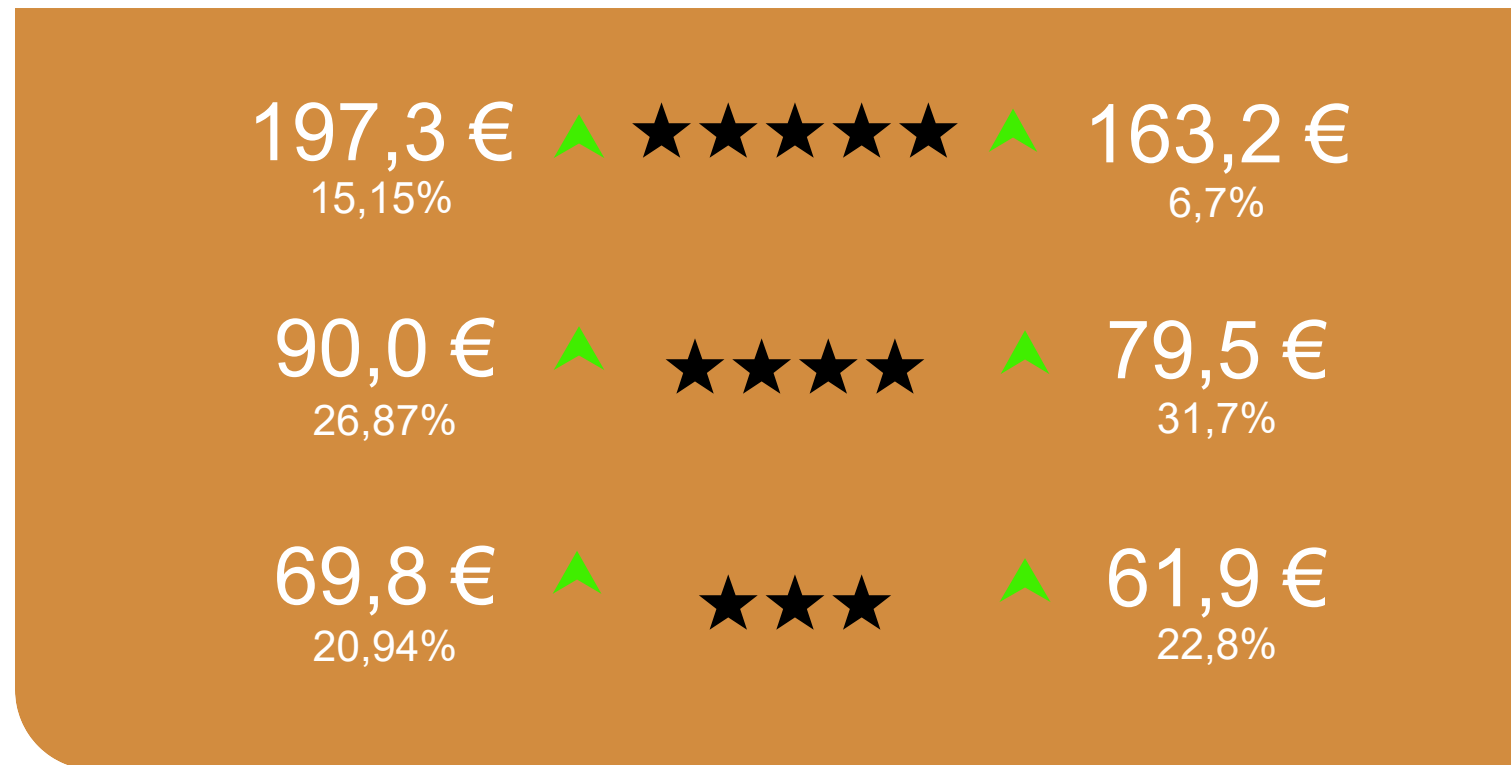 197,3 € ★★★★★ 163,2 €
15,15% 6,7%
90,0 € ★★★★ 79,5 €
26,87% 31,7%
69,8 € ★★★ 61,9 €
20,94% 22,8%